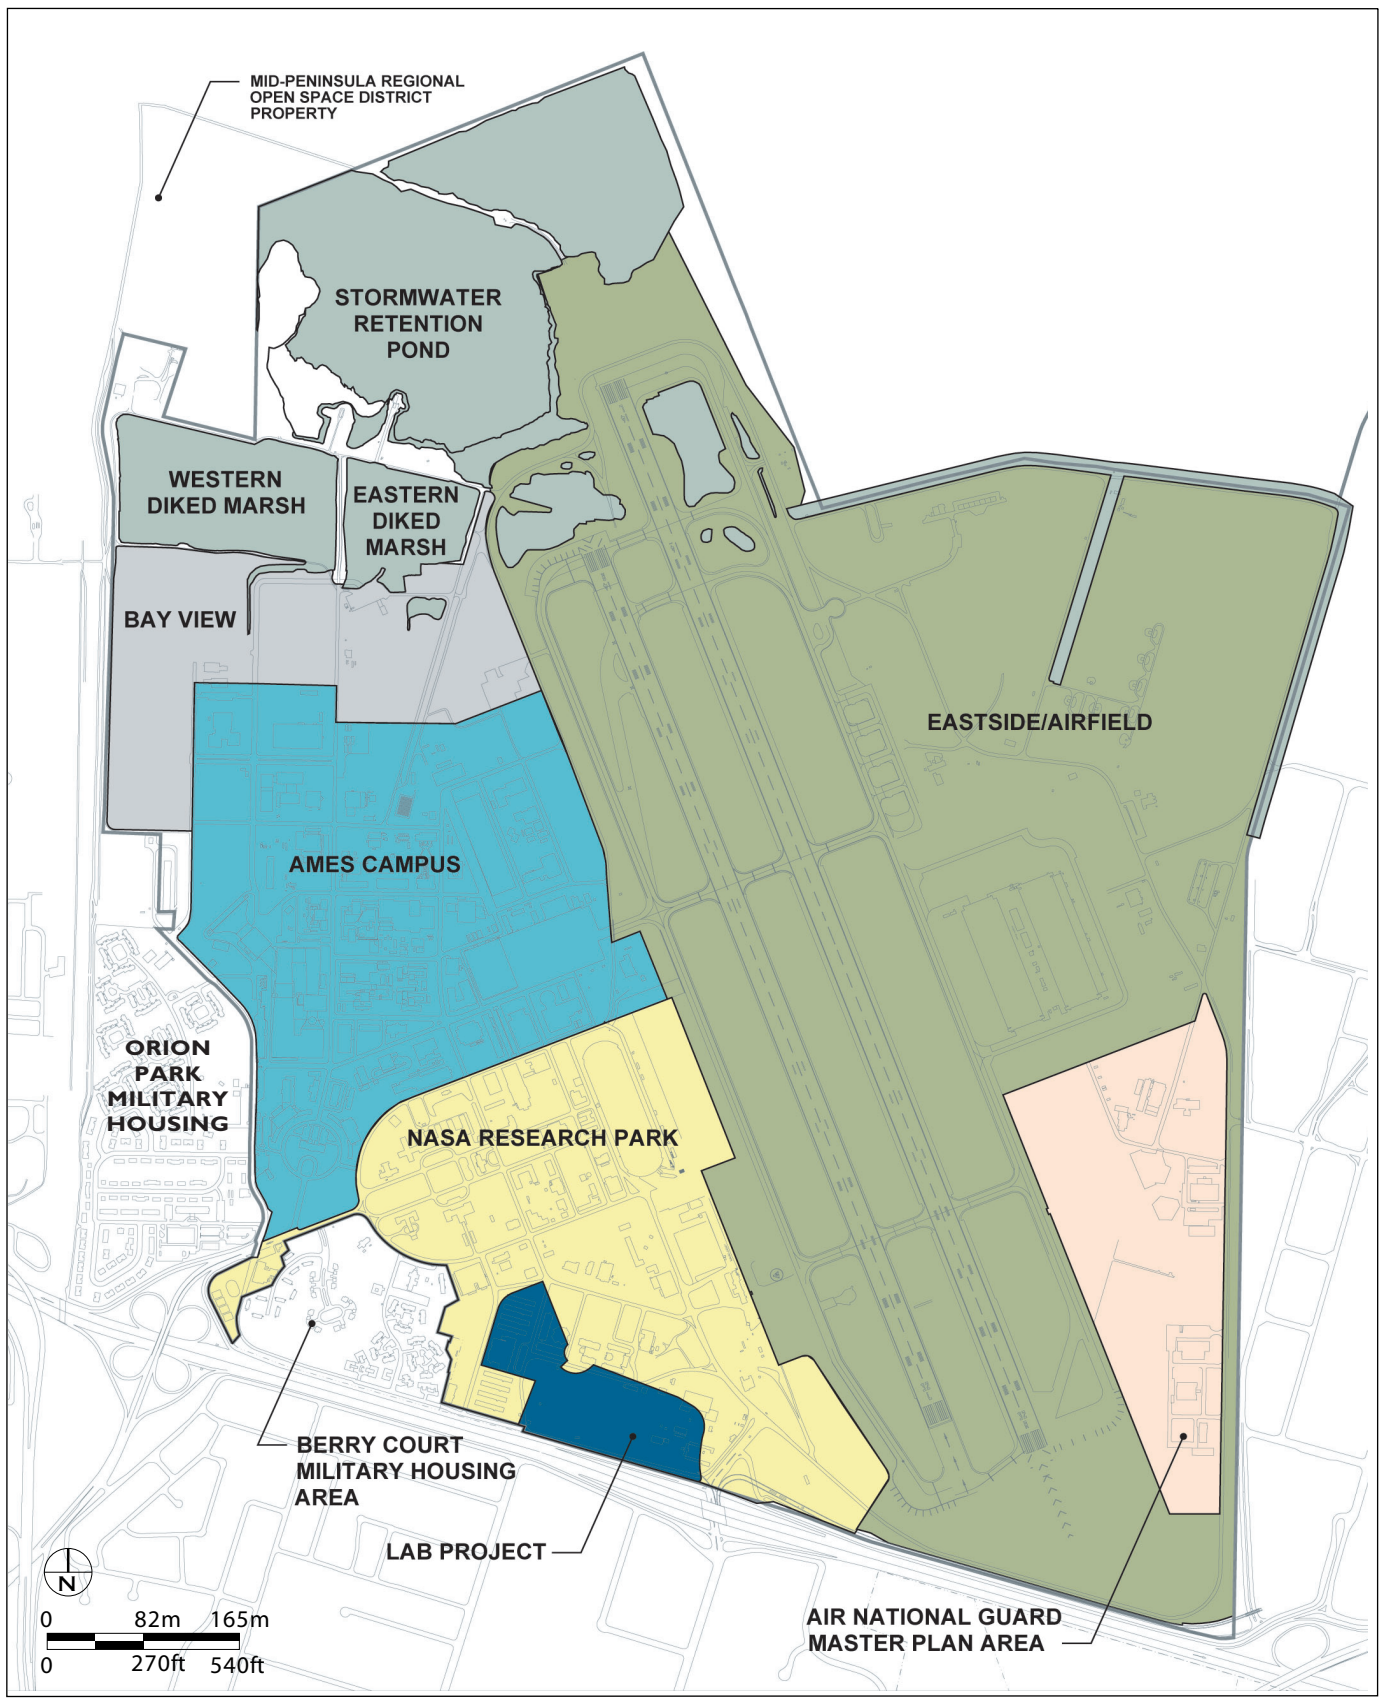 MID-PENINSULA REGIONAL
OPEN SPACE DISTRICT
PROPERTY
STORMWATER
RETENTION
POND
WESTERN
DIKED MARSH
EASTERN
DIKED
MARSH
BAY VIEW
EASTSIDE/AIRFIELD
AMES CAMPUS
ORION
PARK
MILITARY
HOUSING
NASA RESEARCH PARK
BERRY COURT
MILITARY HOUSING
AREA
LAB PROJECT
AIR NATIONAL GUARD
MASTER PLAN AREA
N
0 82m 165m
0 270ft 540ft